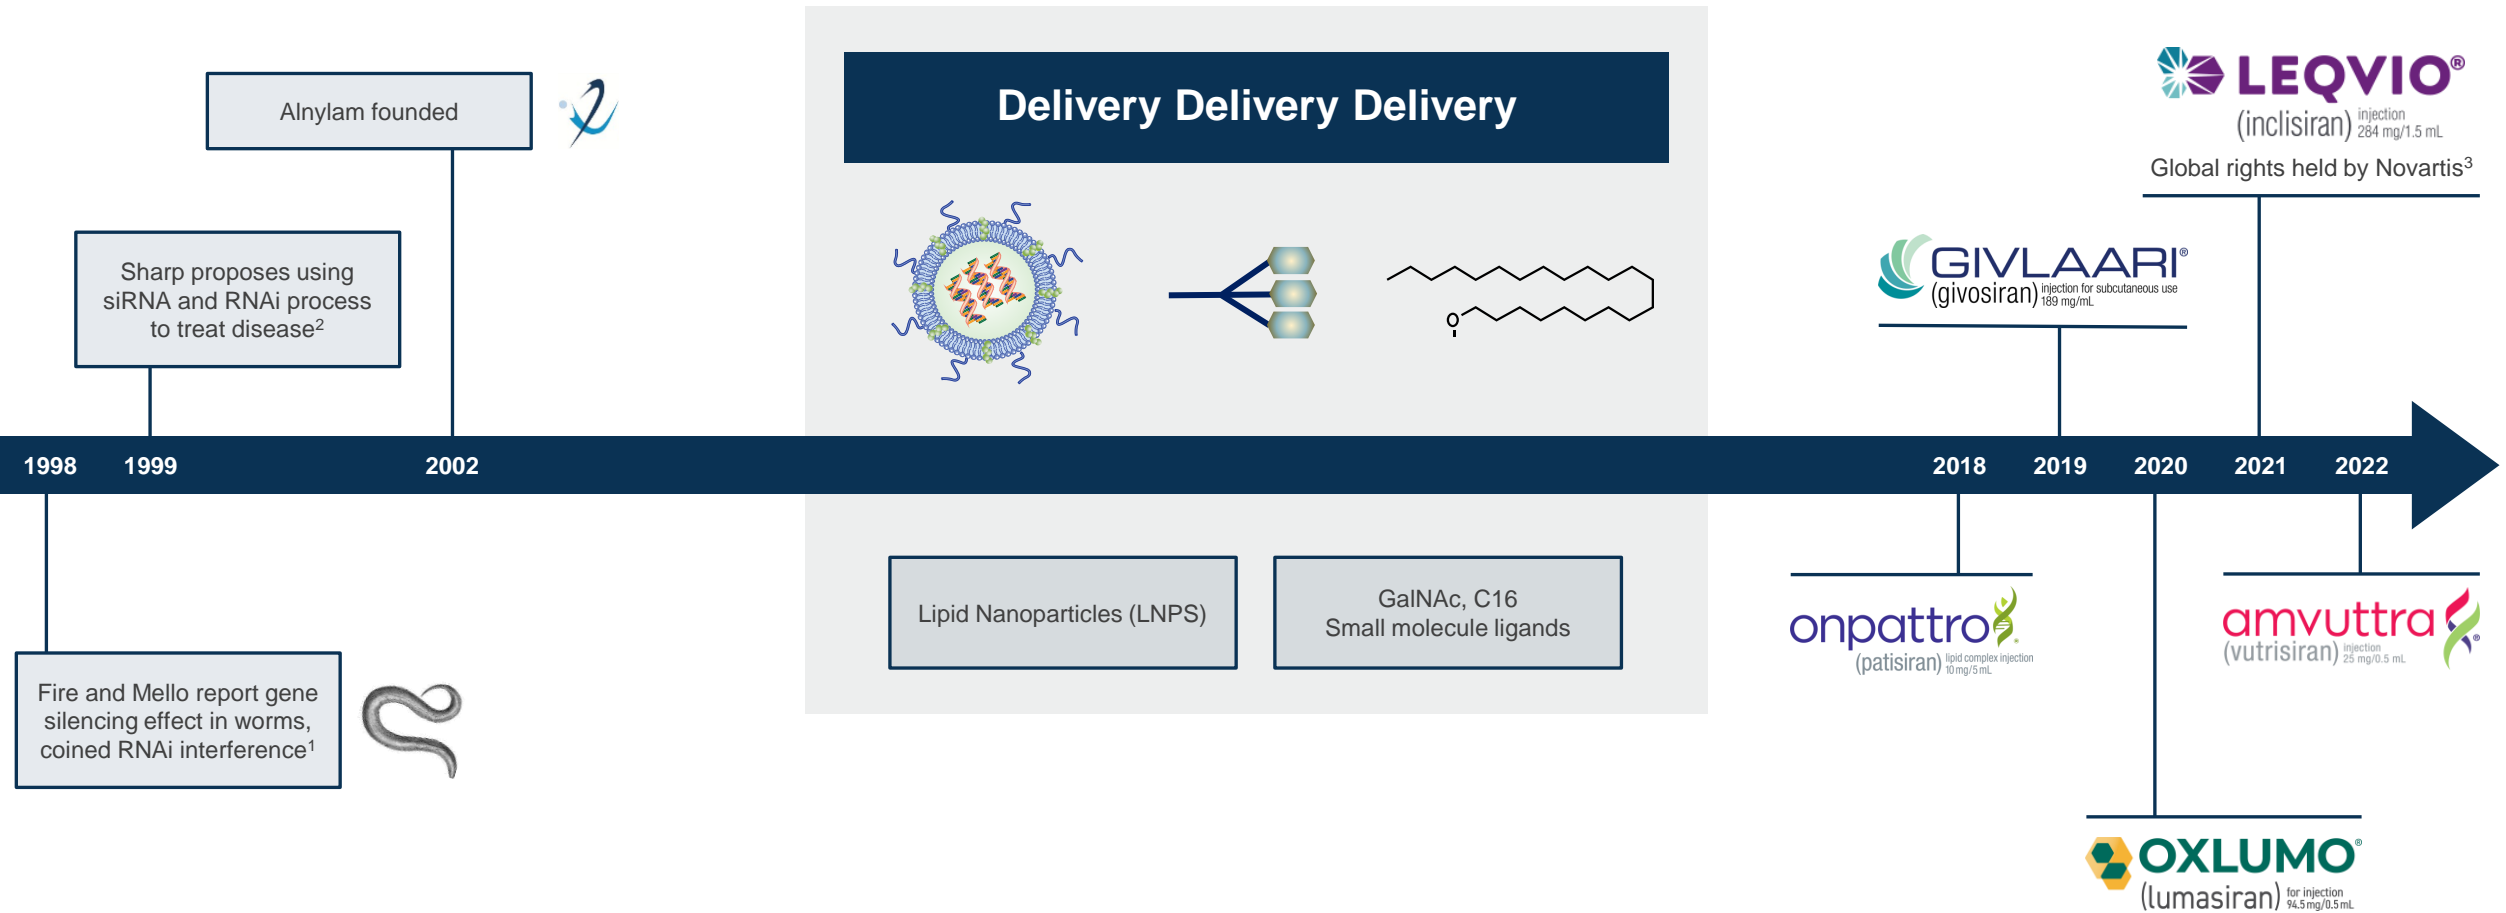 Alnylam founded
Delivery Delivery Delivery
LEQVIO®
(inclisiran) injection
284 mg/1.5 mL
Global rights held by Novartis³
Sharp proposes using
siRNA and RNAi process
to treat disease²
GIVLAARI®
(givosiran) injection for subcutaneous use
189 mg/mL
O
1998 1999 2002 2018 2019 2020 2021 2022
Lipid Nanoparticles (LNPS)
GalNAc, C16
Small molecule ligands
onpattro®
(patisiran) lipid complex injection
10 mg/5 mL
amvuttra®
(vutrisiran) injection
25 mg/0.5 mL
Fire and Mello report gene
silencing effect in worms,
coined RNAi interference¹
OXLUMO®
(lumasiran) for injection
94.5 mg/0.5 mL